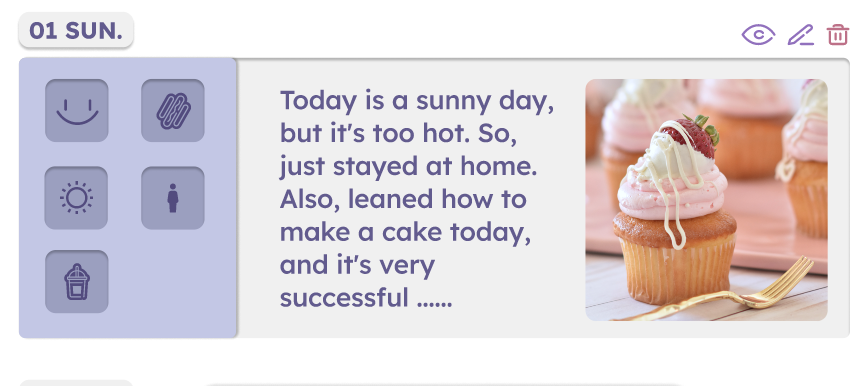 01 SUN.
Today is a sunny day,
but it's too hot. So,
just stayed at home.
Also, leaned how to
make a cake today,
and it's very
successful ......